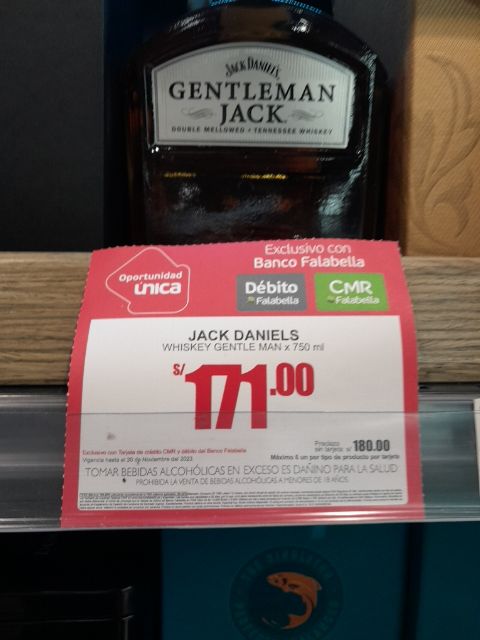 JACK DANIEL'S
GENTLEMAN
JACK
DOUBLE MELLOWED • TENNESSEE WHISKEY
Oportunidad
única
Exclusivo con
Banco Falabella
Débito
Falabella
CMR
Falabella
JACK DANIELS
WHISKEY GENTLE MAN x 750 ml
S/ 171.00
Precio
sin tarjeta: s/ 180.00
Exclusivo con Tarjeta de crédito CMR y débito del Banco Falabella
Vigencia hasta el 30 de Noviembre del 2023
Máximo 6 un por tipo de producto por tarjeta
TOMAR BEBIDAS ALCOHÓLICAS EN EXCESO ES DAÑINO PARA LA SALUD
PROHIBIDA LA VENTA DE BEBIDAS ALCOHÓLICAS A MENORES DE 18 AÑOS.